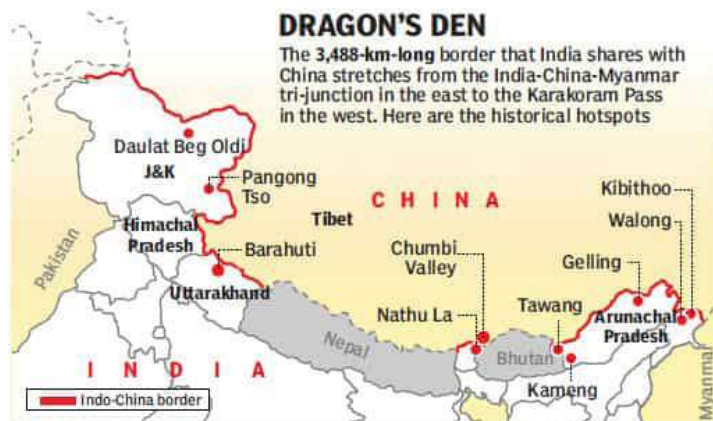 DRAGON'S DEN
The 3,488-km-long border that India shares with
China stretches from the India-China-Myanmar
tri-junction in the east to the Karakoram Pass
in the west. Here are the historical hotspots
Daulat Beg Oldi
J&K
Pangong
Tso
CHINA
Kibithoo
Himachal
Pradesh
Tibet
Walong
Pakistan
Barahuti
Chumbi
Valley
Gelling
Uttarakhand
Nathu La
Tawang
Arunachal
Pradesh
Nepal
Bhutan
INDIA
Kameng
Myanmar
Indo-China border